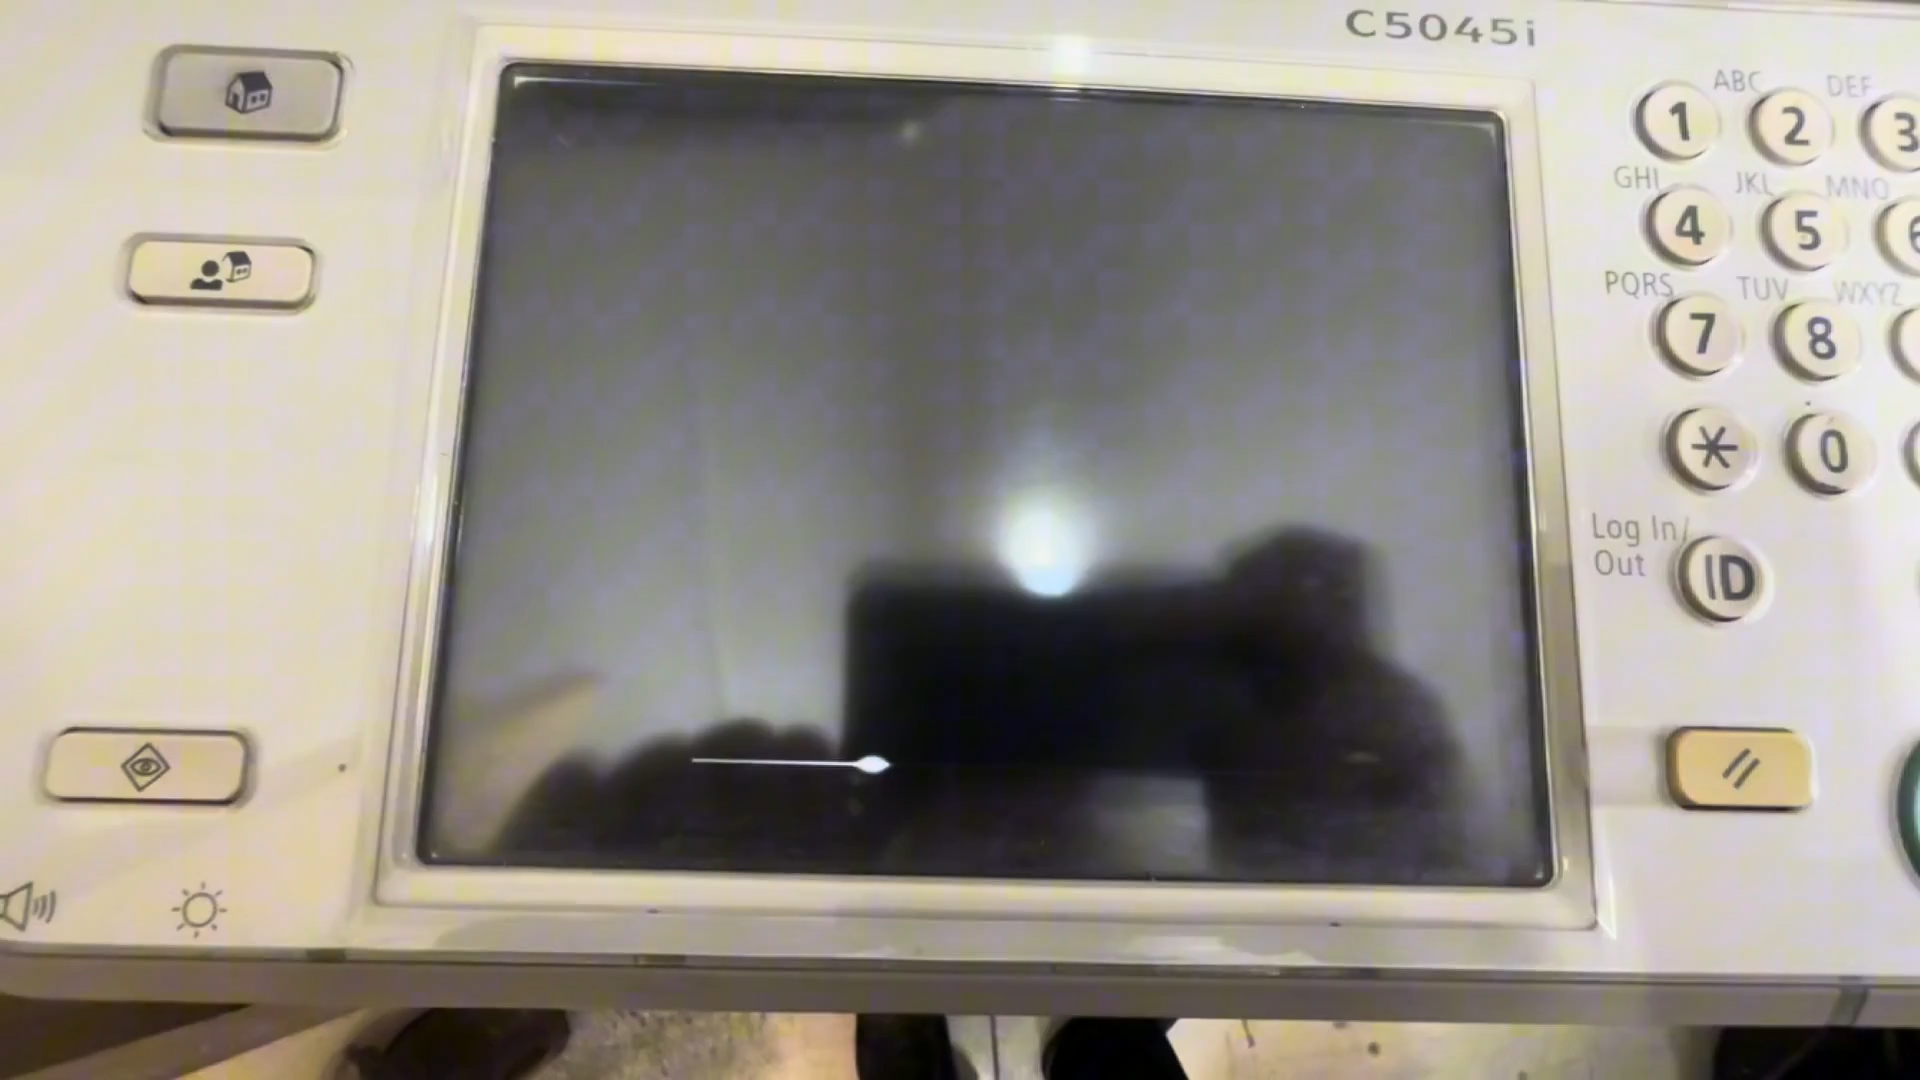 C5045i
ABC DEF
1 2 3
GHI JKL MNO
4 5 6
PQRS TUV WXYZ
7 8
* 0
Log In/
Out
ID